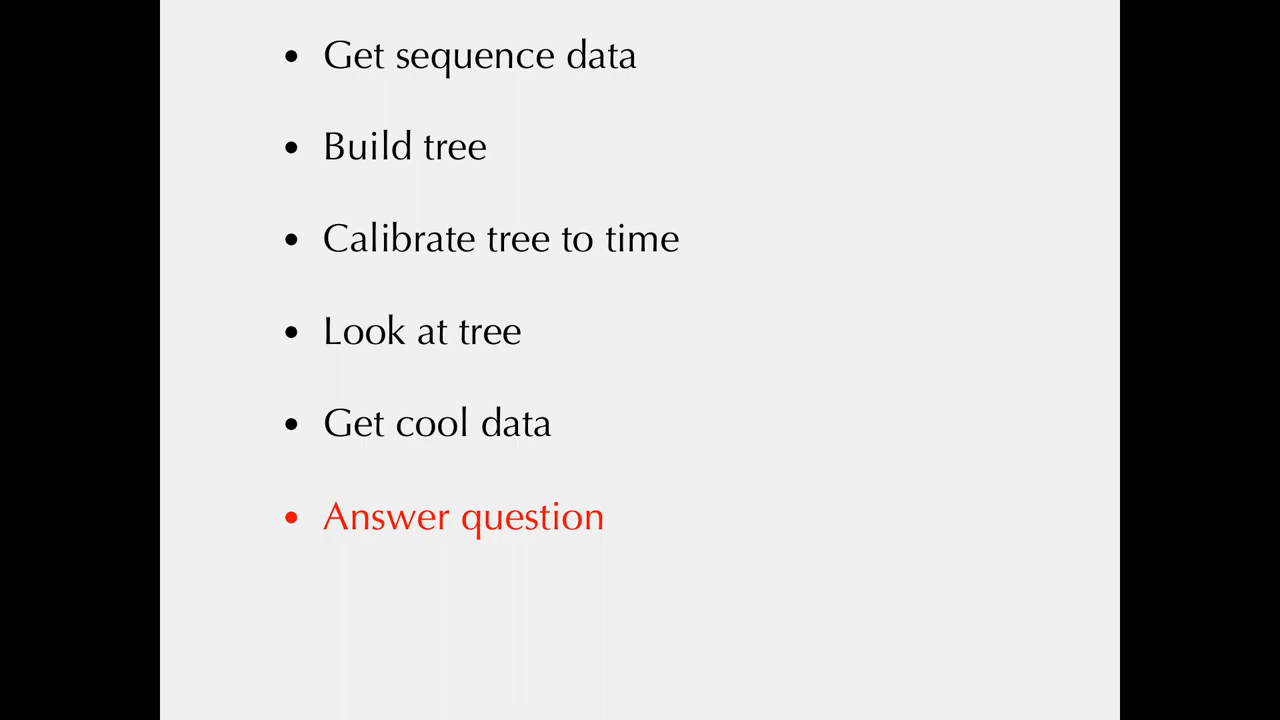 • Get sequence data
• Build tree
• Calibrate tree to time
• Look at tree
• Get cool data
• Answer question